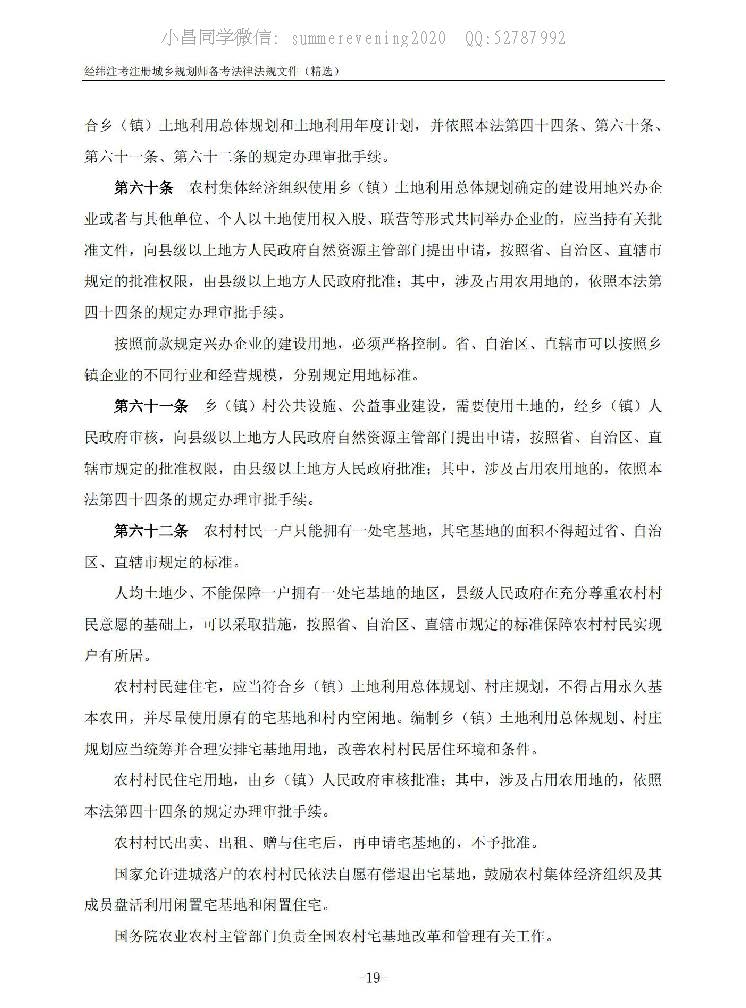 小昌同学微信: summerevening2020 QQ:52787992
经纬注考注册城乡规划师备考法律法规文件（精选）
合乡（镇）土地利用总体规划和土地利用年度计划，并依照本法第四十四条、第六十条、
第六十一条、第六十二条的规定办理审批手续。
第六十条 农村集体经济组织使用乡（镇）土地利用总体规划确定的建设用地兴办企
业或者与其他单位、个人以土地使用权入股、联营等形式共同举办企业的，应当持有关批
准文件，向县级以上地方人民政府自然资源主管部门提出申请，按照省、自治区、直辖市
规定的批准权限，由县级以上地方人民政府批准；其中，涉及占用农用地的，依照本法第
四十四条的规定办理审批手续。
按照前款规定兴办企业的建设用地，必须严格控制。省、自治区、直辖市可以按照乡
镇企业的不同行业和经营规模，分别规定用地标准。
第六十一条 乡（镇）村公共设施、公益事业建设，需要使用土地的，经乡（镇）人
民政府审核，向县级以上地方人民政府自然资源主管部门提出申请，按照省、自治区、直
辖市规定的批准权限，由县级以上地方人民政府批准；其中，涉及占用农用地的，依照本
法第四十四条的规定办理审批手续。
第六十二条 农村村民一户只能拥有一处宅基地，其宅基地的面积不得超过省、自治
区、直辖市规定的标准。
人均土地少、不能保障一户拥有一处宅基地的地区，县级人民政府在充分尊重农村村
民意愿的基础上，可以采取措施，按照省、自治区、直辖市规定的标准保障农村村民实现
户有所居。
农村村民建住宅，应当符合乡（镇）土地利用总体规划、村庄规划，不得占用永久基
本农田，并尽量使用原有的宅基地和村内空闲地。编制乡（镇）土地利用总体规划、村庄
规划应当统筹并合理安排宅基地用地，改善农村村民居住环境和条件。
农村村民住宅用地，由乡（镇）人民政府审核批准；其中，涉及占用农用地的，依照
本法第四十四条的规定办理审批手续。
农村村民出卖、出租、赠与住宅后，再申请宅基地的，不予批准。
国家允许进城落户的农村村民依法自愿有偿退出宅基地，鼓励农村集体经济组织及其
成员盘活利用闲置宅基地和闲置住宅。
国务院农业农村主管部门负责全国农村宅基地改革和管理有关工作。
-19-